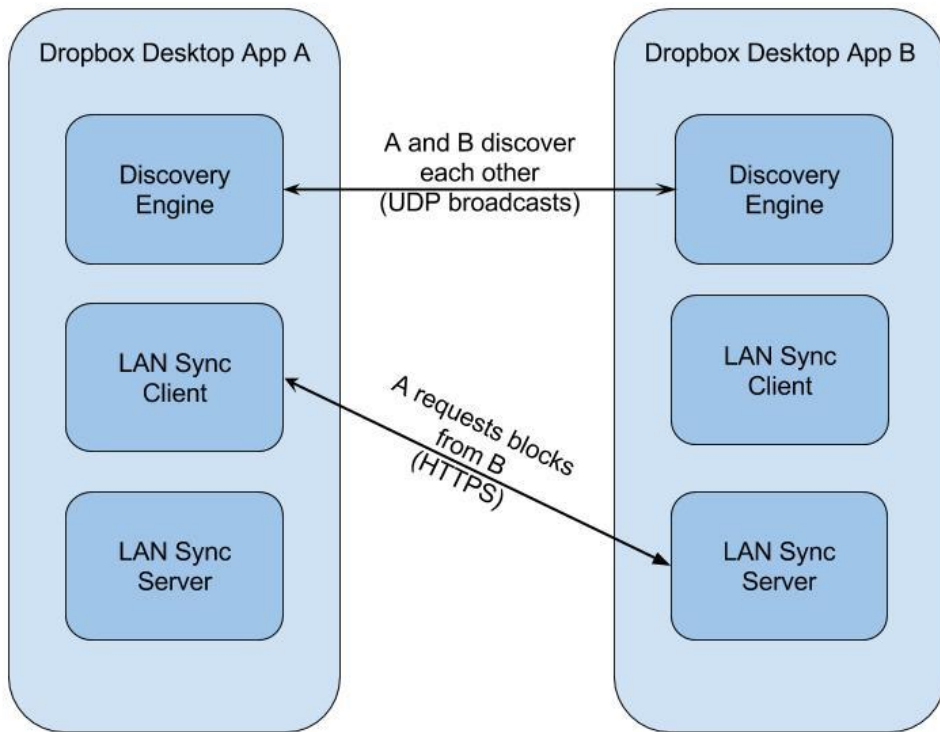 Dropbox Desktop App A
Discovery
Engine
LAN Sync
Client
LAN Sync
Server
A and B discover
each other
(UDP broadcasts)
A requests blocks
from B
(HTTPS)
Dropbox Desktop App B
Discovery
Engine
LAN Sync
Client
LAN Sync
Server